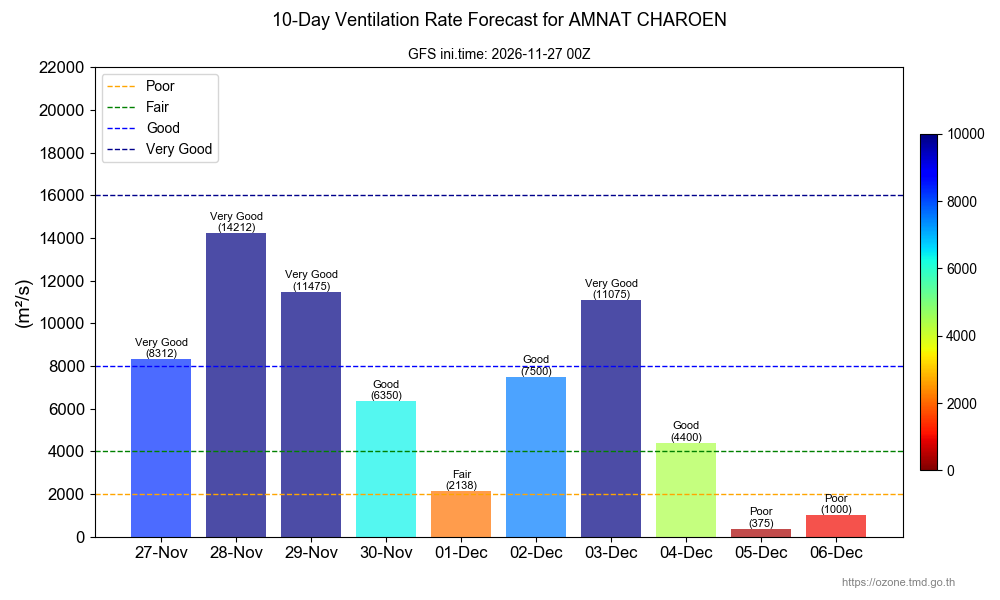 10-Day Ventilation Rate Forecast for AMNAT CHAROEN
GFS ini.time: 2026-11-27 00Z
22000
20000
18000
16000
14000
12000
10000
8000
6000
4000
2000
0
(m²/s)
Poor
Fair
Good
Very Good
Very Good
(8312)
Very Good
(14212)
Very Good
(11475)
Good
(6350)
Fair
(2138)
Good
(7500)
Very Good
(11075)
Good
(4400)
Poor
(375)
Poor
(1000)
27-Nov
28-Nov
29-Nov
30-Nov
01-Dec
02-Dec
03-Dec
04-Dec
05-Dec
06-Dec
10000
8000
6000
4000
2000
0
https://ozone.tmd.go.th